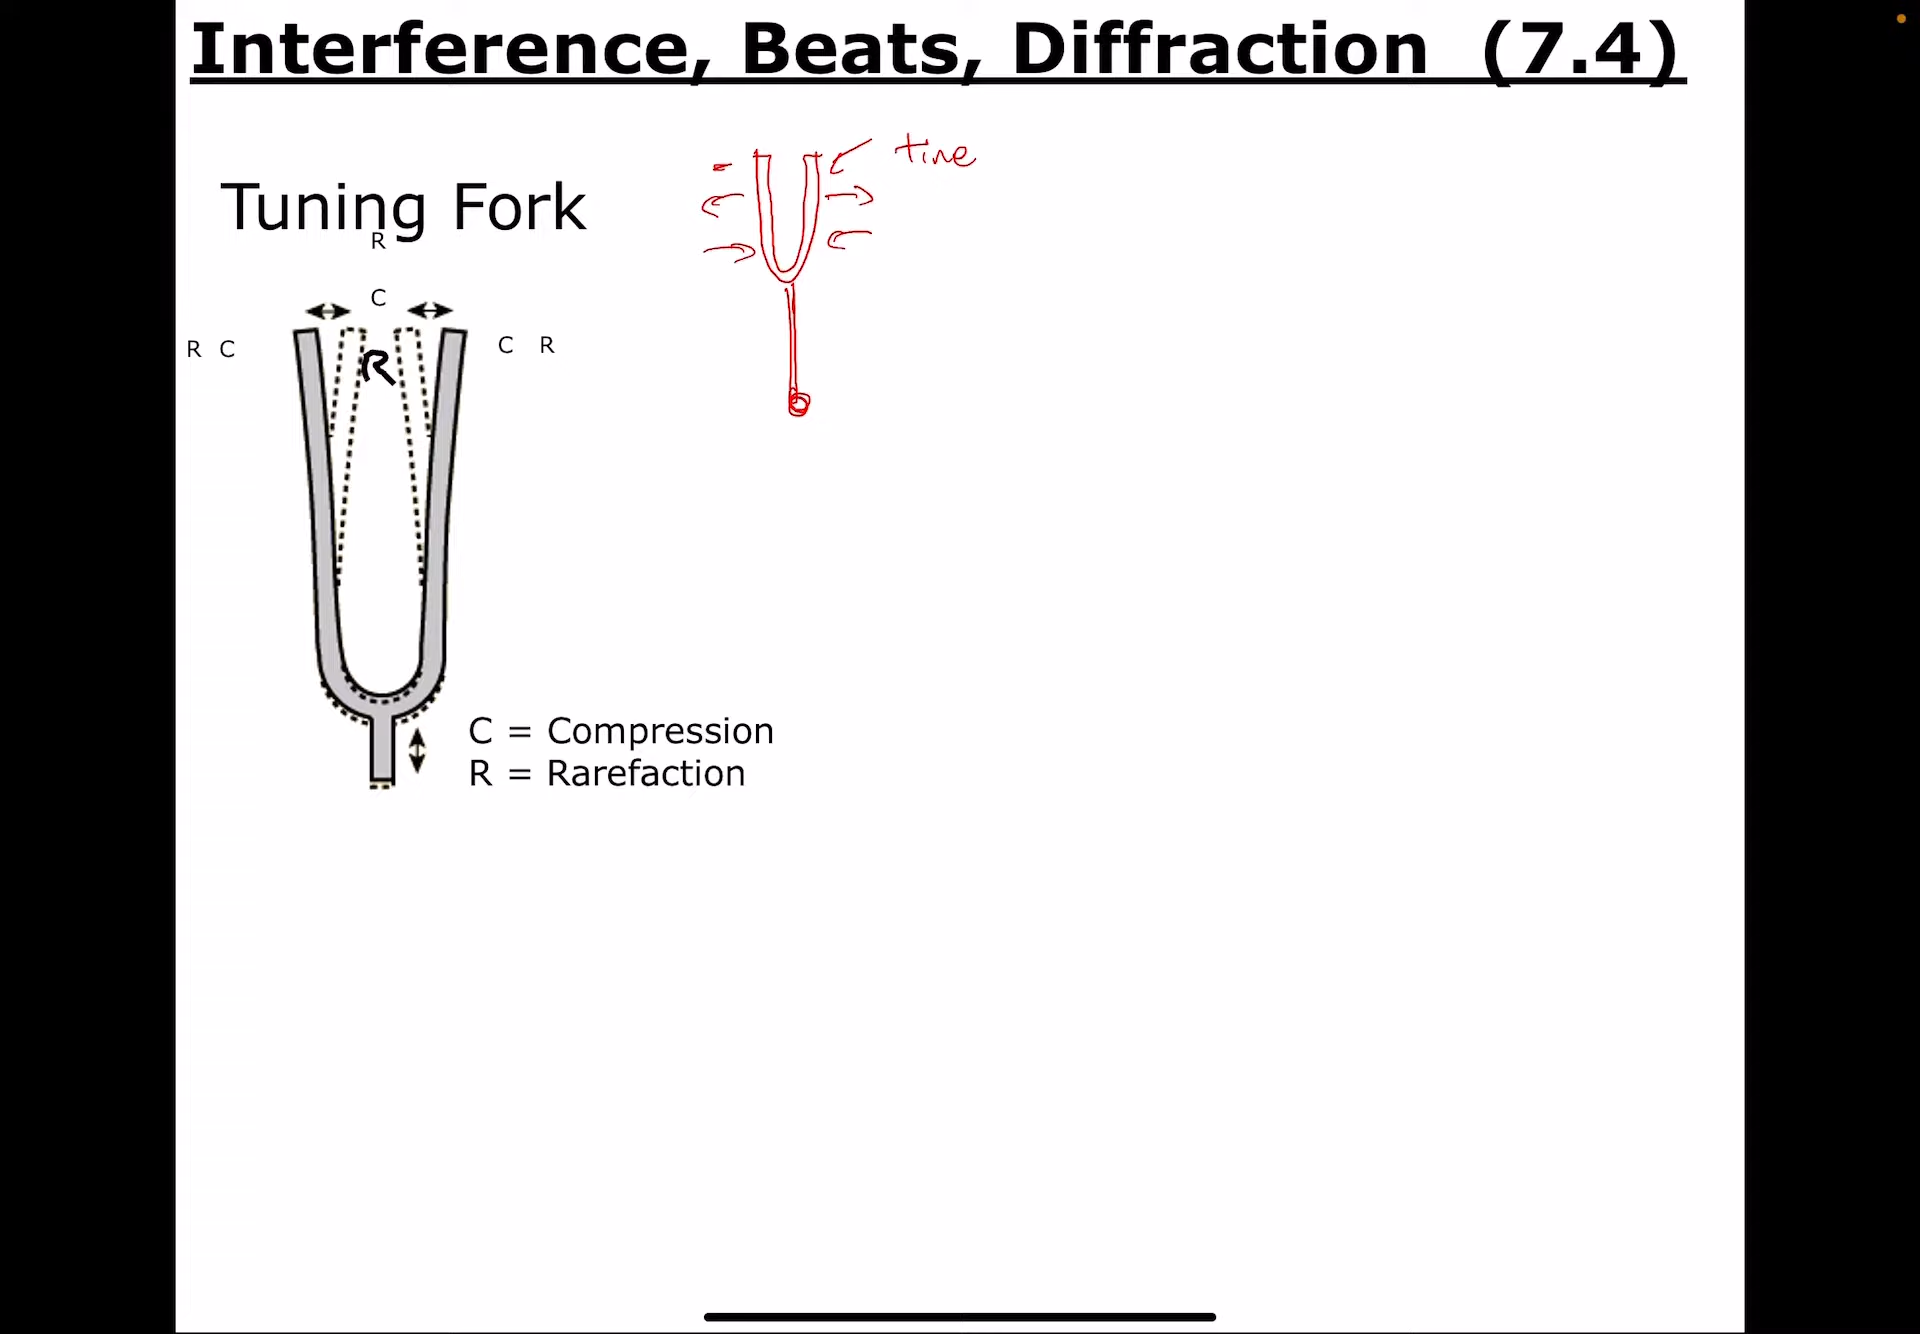 Interference, Beats, Diffraction (7.4)
tine
Tuning Fork
R
C
R C
R
C R
C = Compression
R = Rarefaction